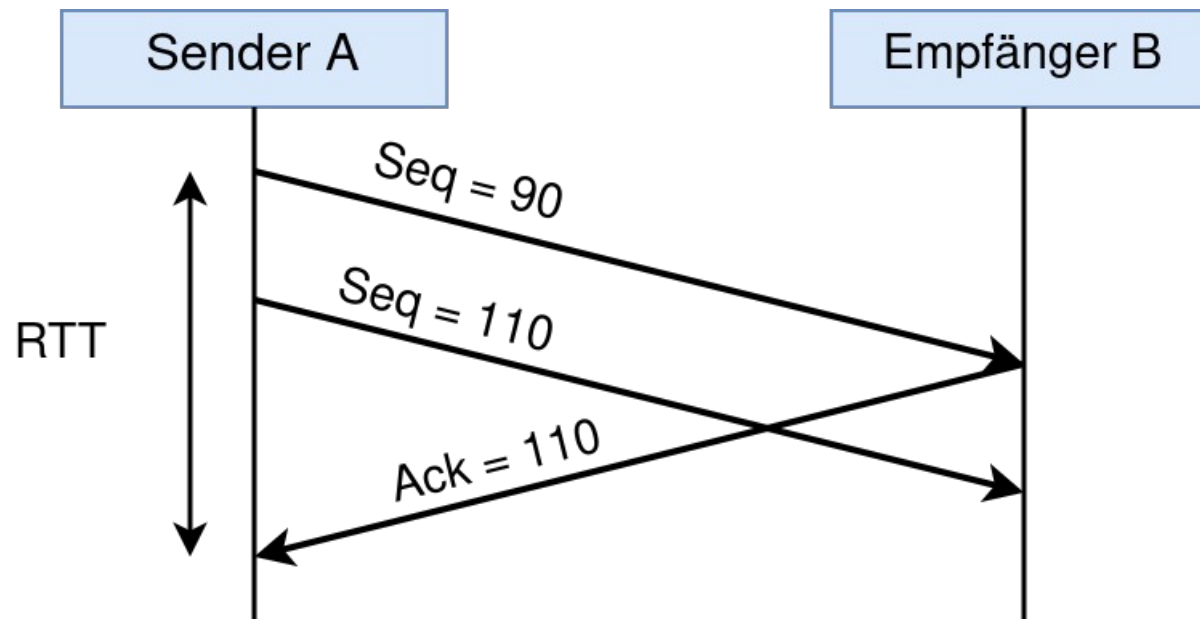 Sender A
Empfänger B
Seq = 90
Seq = 110
RTT
Ack = 110